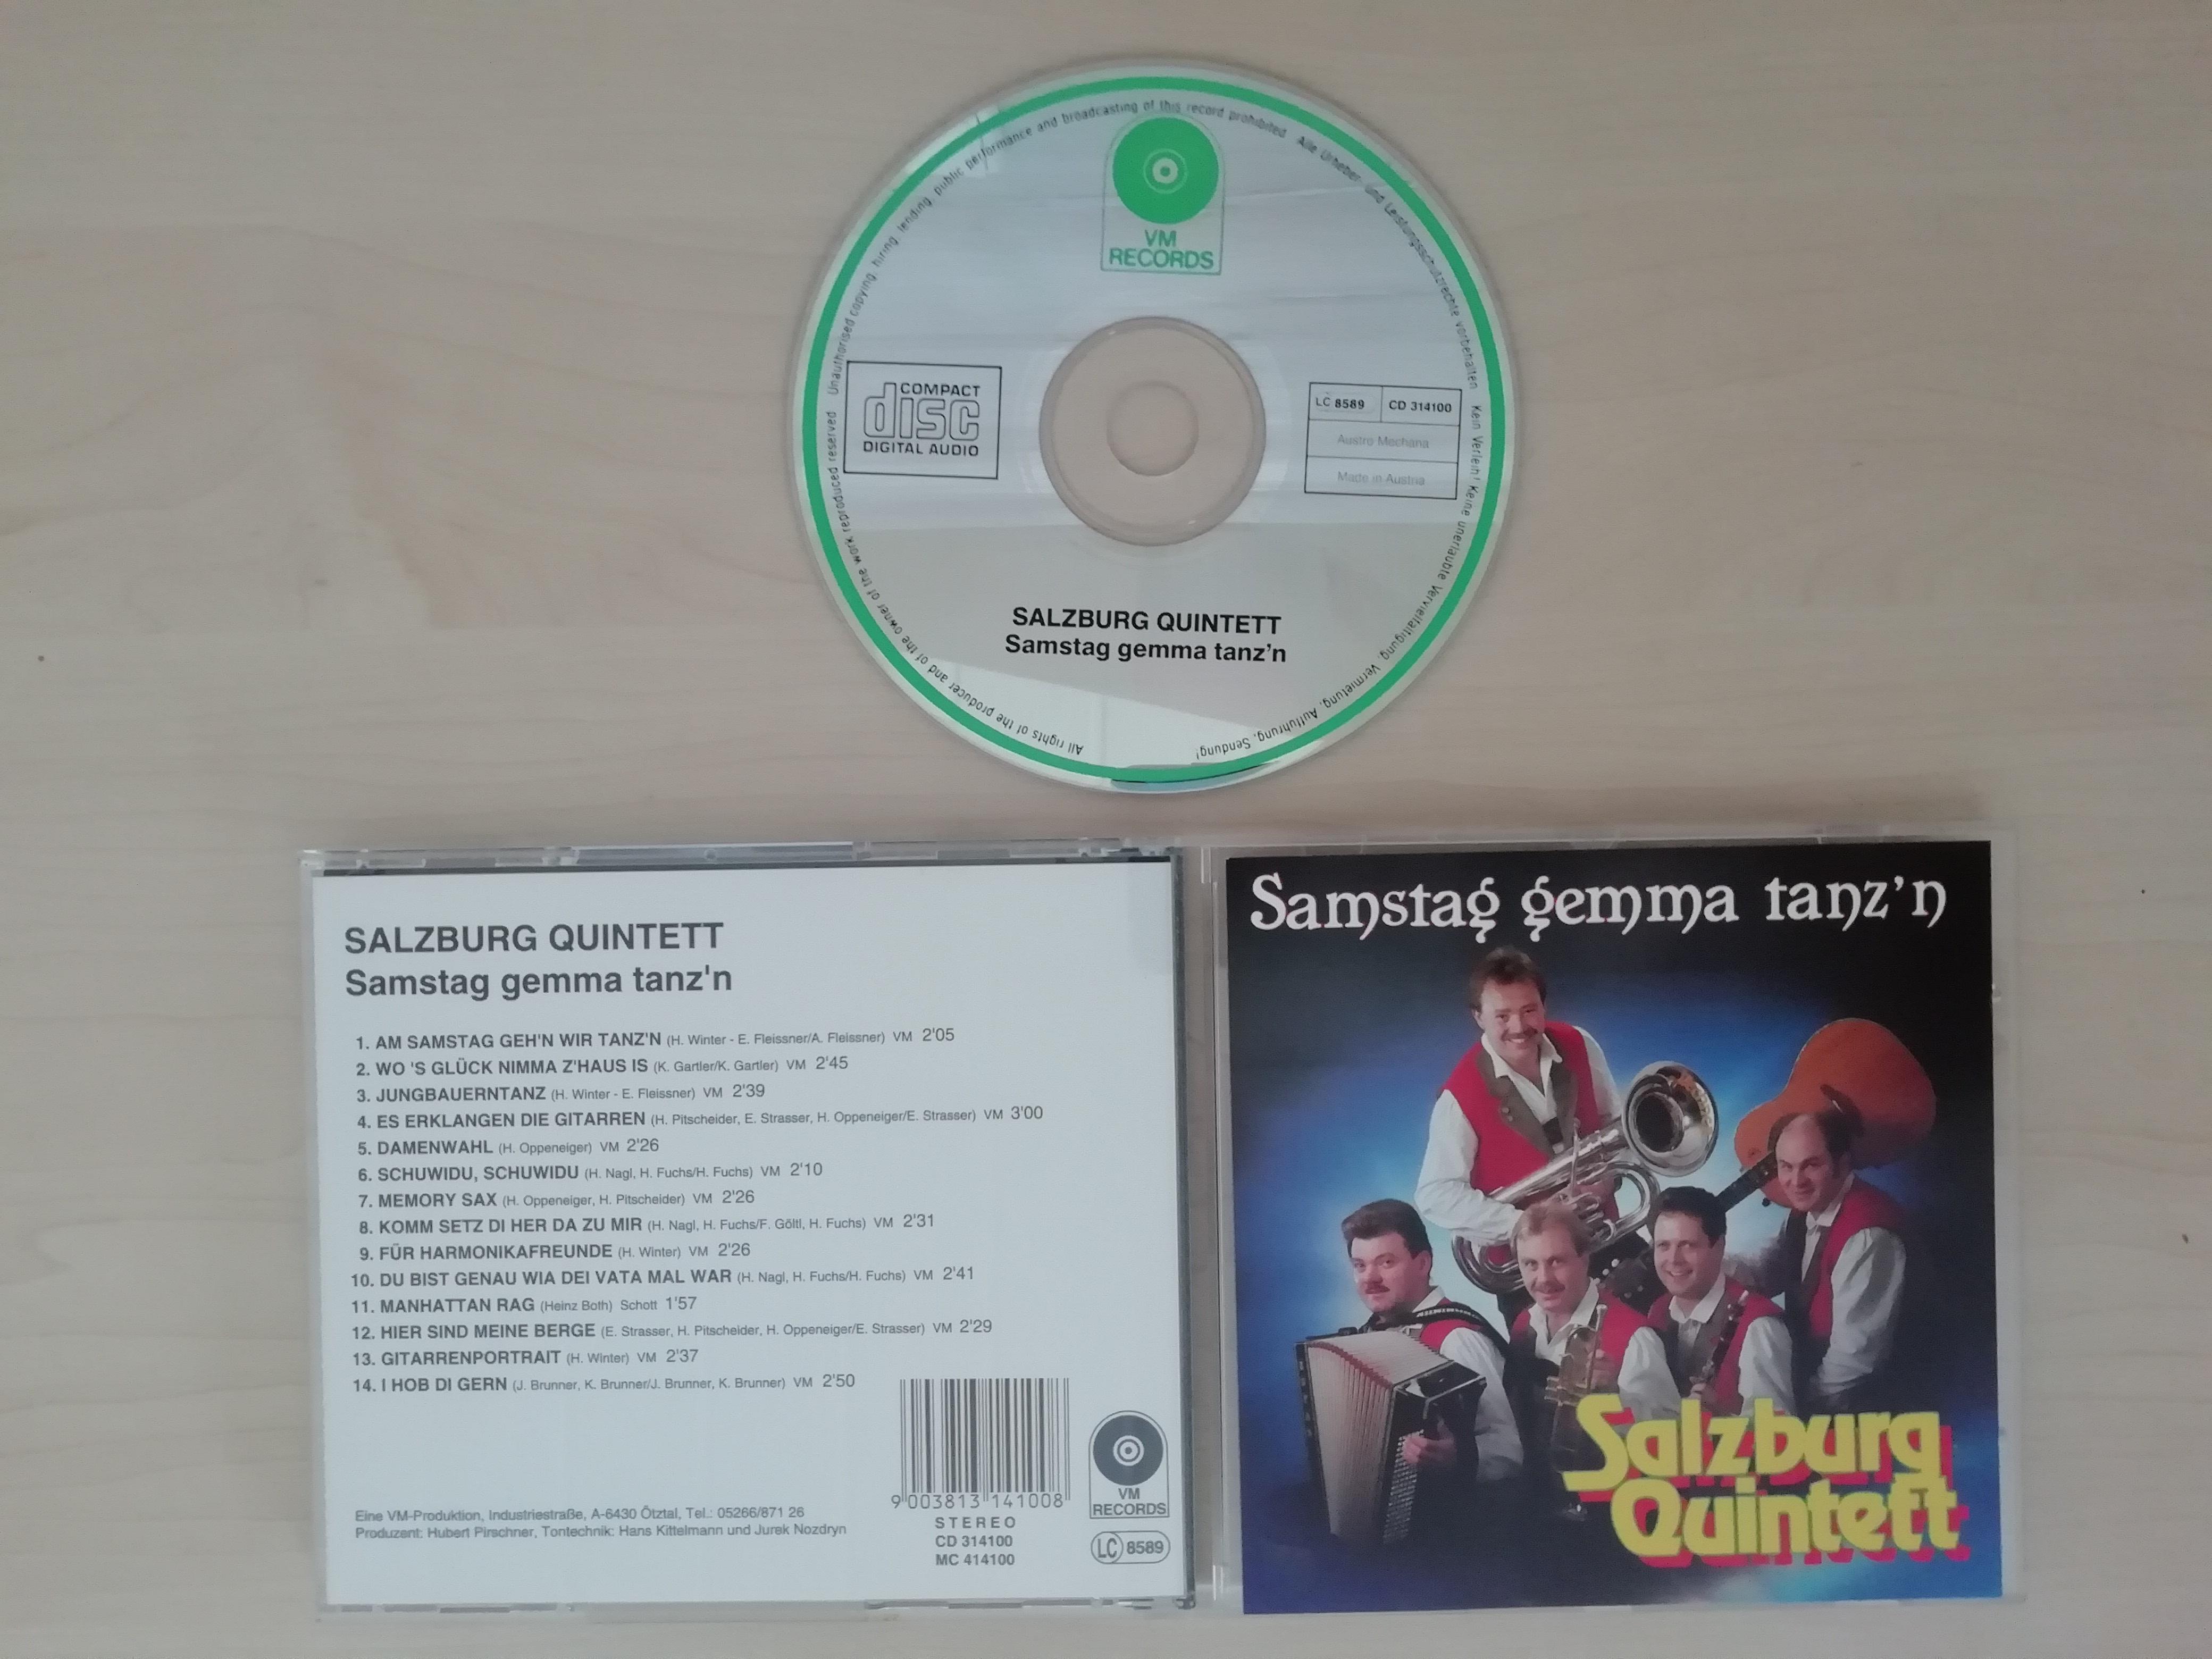 All rights of the producer and of the owner of the work reproduced reserved Unauthorised copying, hiring, lending, public performance and broadcasting of this record prohibited Alle Urheber- und Leistungsschutzrechte vorbehalten Kein Verleih! Keine unerlaubte Vervielfältigung, Vermietung, Aufführung, Sendung!
VM
RECORDS
COMPACT
disc
DIGITAL AUDIO
LC 8589 CD 314100
Austro Mechana
Made in Austria
SALZBURG QUINTETT
Samstag gemma tanz'n
SALZBURG QUINTETT
Samstag gemma tanz'n
1. AM SAMSTAG GEH'N WIR TANZ'N (H. Winter - E. Fleissner/A. Fleissner) VM 2'05
2. WO 'S GLÜCK NIMMA Z'HAUS IS (K. Gartler/K. Gartler) VM 2'45
3. JUNGBAUERNTANZ (H. Winter - E. Fleissner) VM 2'39
4. ES ERKLANGEN DIE GITARREN (H. Pitscheider, E. Strasser, H. Oppeneiger/E. Strasser) VM 3'00
5. DAMENWAHL (H. Oppeneiger) VM 2'26
6. SCHUWIDU, SCHUWIDU (H. Nagl, H. Fuchs/H. Fuchs) VM 2'10
7. MEMORY SAX (H. Oppeneiger, H. Pitscheider) VM 2'26
8. KOMM SETZ DI HER DA ZU MIR (H. Nagl, H. Fuchs/F. Göltl, H. Fuchs) VM 2'31
9. FÜR HARMONIKAFREUNDE (H. Winter) VM 2'26
10. DU BIST GENAU WIA DEI VATA MAL WAR (H. Nagl, H. Fuchs/H. Fuchs) VM 2'41
11. MANHATTAN RAG (Heinz Both) Schott 1'57
12. HIER SIND MEINE BERGE (E. Strasser, H. Pitscheider, H. Oppeneiger/E. Strasser) VM 2'29
13. GITARRENPORTRAIT (H. Winter) VM 2'37
14. I HOB DI GERN (J. Brunner, K. Brunner/J. Brunner, K. Brunner) VM 2'50
Eine VM-Produktion, Industriestraße, A-6430 Ötztal, Tel.: 05266/871 26
Produzent: Hubert Pirschner, Tontechnik: Hans Kittelmann und Jurek Nozdryn
9 003813 141008
STEREO
CD 314100
MC 414100
VM
RECORDS
LC 8589
Samstag gemma tanz'n
Salzburg
Quintett